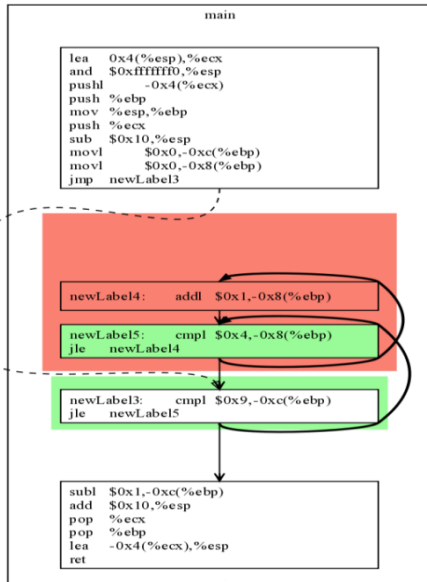 main
lea 0x4(%esp),%ecx
and $0xfffffff0,%esp
pushl -0x4(%ecx)
push %ebp
mov %esp,%ebp
push %ecx
sub $0x10,%esp
movl $0x0,-0xc(%ebp)
movl $0x0,-0x8(%ebp)
jmp newLabel3
newLabel4: addl $0x1,-0x8(%ebp)
newLabel5: cmpl $0x4,-0x8(%ebp)
jle newLabel4
newLabel3: cmpl $0x9,-0xc(%ebp)
jle newLabel5
subl $0x1,-0xc(%ebp)
add $0x10,%esp
pop %ecx
pop %ebp
lea -0x4(%ecx),%esp
ret